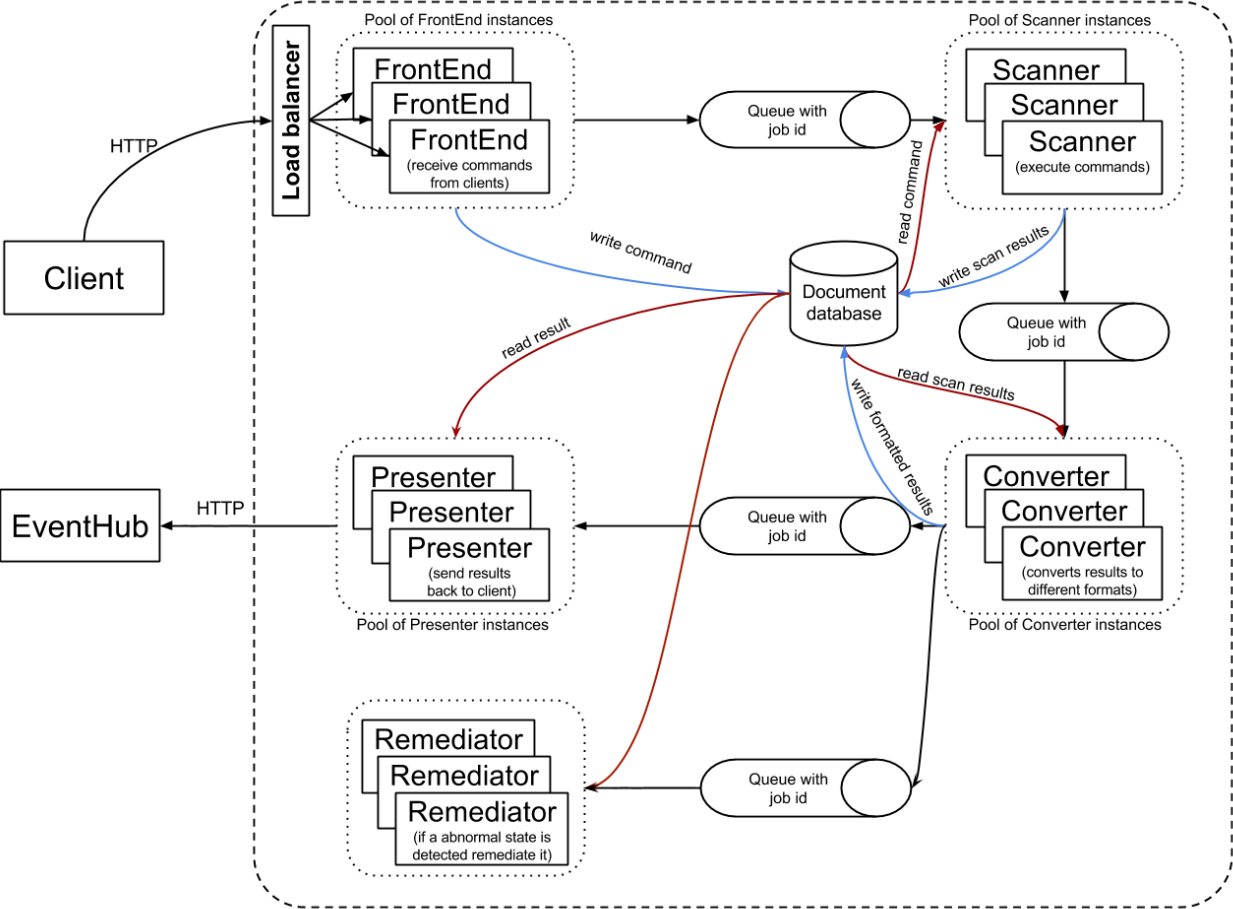 Pool of FrontEnd instances
Pool of Scanner instances
Load balancer
FrontEnd
FrontEnd
FrontEnd
(receive commands
from clients)
Queue with
job id
Scanner
Scanner
Scanner
(execute commands)
HTTP
Client
write command
read command
write scan results
Document
database
Queue with
job id
read result
read scan results
write formatted results
Presenter
Presenter
Presenter
(send results
back to client)
Pool of Presenter instances
HTTP
EventHub
Queue with
job id
Converter
Converter
Converter
(converts results to
different formats)
Pool of Converter instances
Remediator
Remediator
Remediator
(if a abnormal state is
detected remediate it)
Queue with
job id